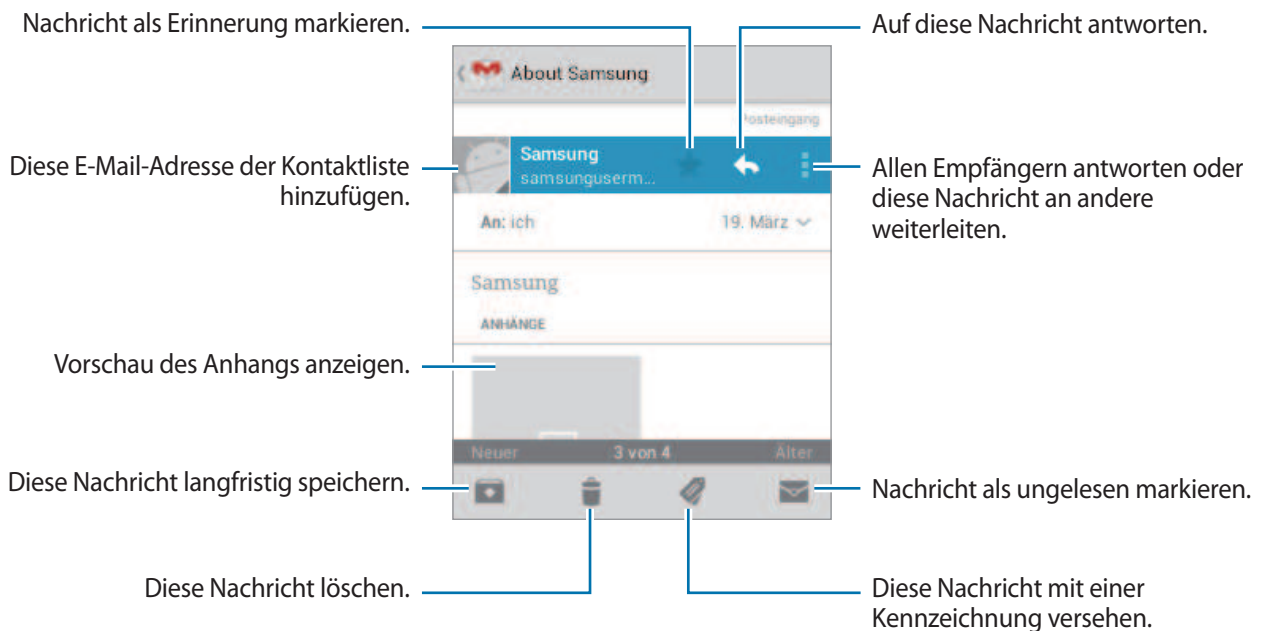 Nachricht als Erinnerung markieren.
Auf diese Nachricht antworten.
About Samsung
Posteingang
Diese E-Mail-Adresse der Kontaktliste
hinzufügen.
Samsung
samsunguserm...
Allen Empfängern antworten oder
diese Nachricht an andere
weiterleiten.
An: ich
19. März
Samsung
ANHÄNGE
Vorschau des Anhangs anzeigen.
Neuer
3 von 4
Älter
Diese Nachricht langfristig speichern.
Nachricht als ungelesen markieren.
Diese Nachricht löschen.
Diese Nachricht mit einer
Kennzeichnung versehen.